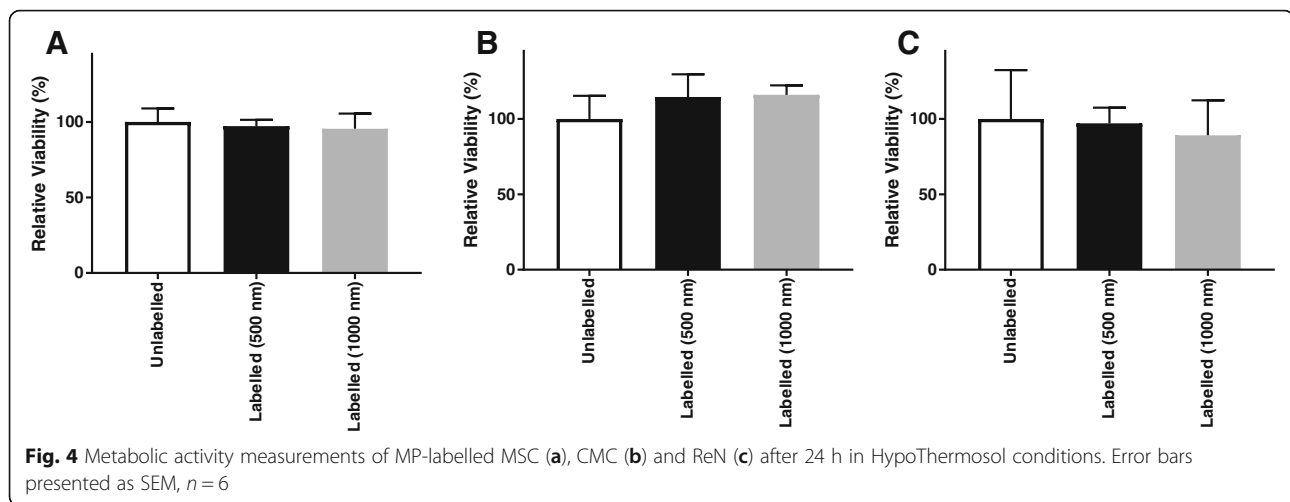 A
B
C
Relative Viability (%)
100
50
0
Unlabelled
Labelled (500 nm)
Labelled (1000 nm)
Relative Viability (%)
100
50
0
Unlabelled
Labelled (500 nm)
Labelled (1000 nm)
Relative Viability (%)
100
50
0
Unlabelled
Labelled (500 nm)
Labelled (1000 nm)
Fig. 4 Metabolic activity measurements of MP-labelled MSC (a), CMC (b) and ReN (c) after 24 h in HypoThermosol conditions. Error bars
presented as SEM, n = 6